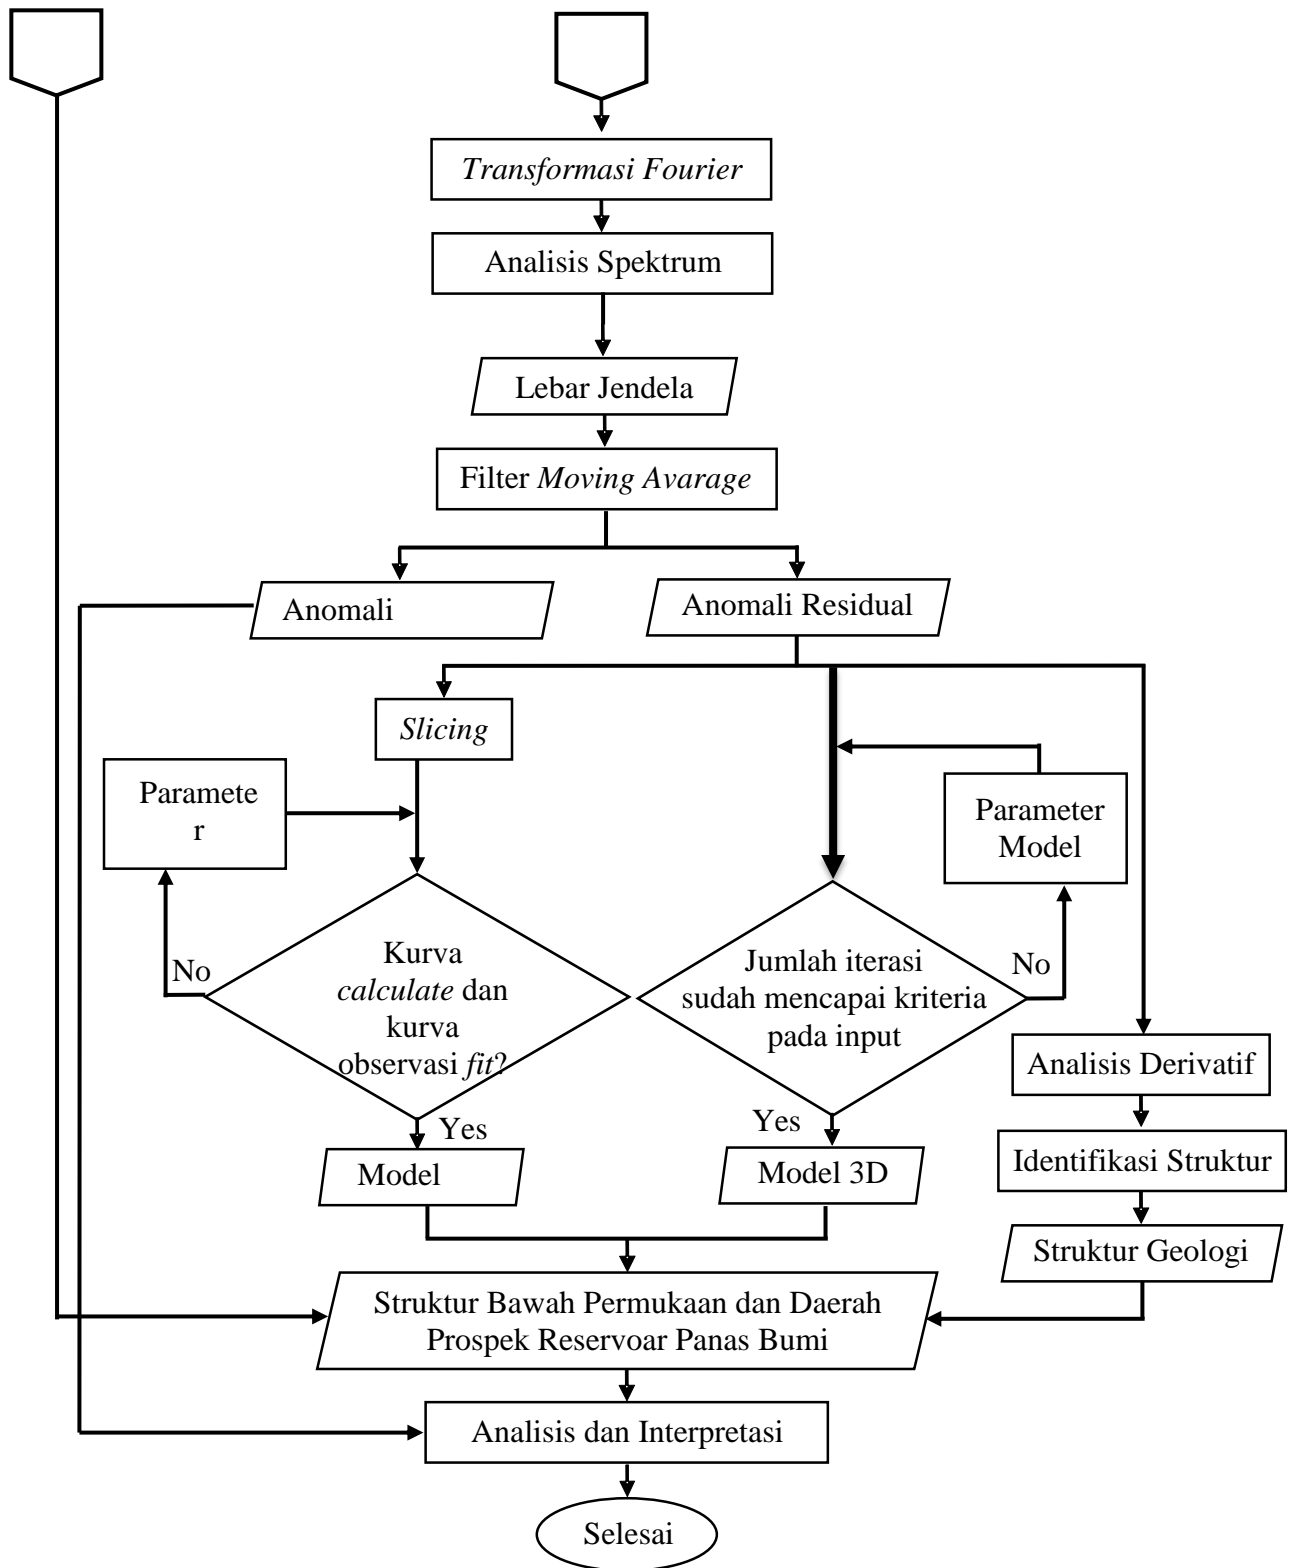 Transformasi Fourier
Analisis Spektrum
Lebar Jendela
Filter Moving Avarage
Anomali
Anomali Residual
Slicing
Paramete
r
Parameter
Model
No
Kurva
calculate dan
kurva
observasi fit?
Jumlah iterasi
sudah mencapai kriteria
pada input
No
Analisis Derivatif
Yes
Yes
Identifikasi Struktur
Model
Model 3D
Struktur Geologi
Struktur Bawah Permukaan dan Daerah
Prospek Reservoar Panas Bumi
Analisis dan Interpretasi
Selesai